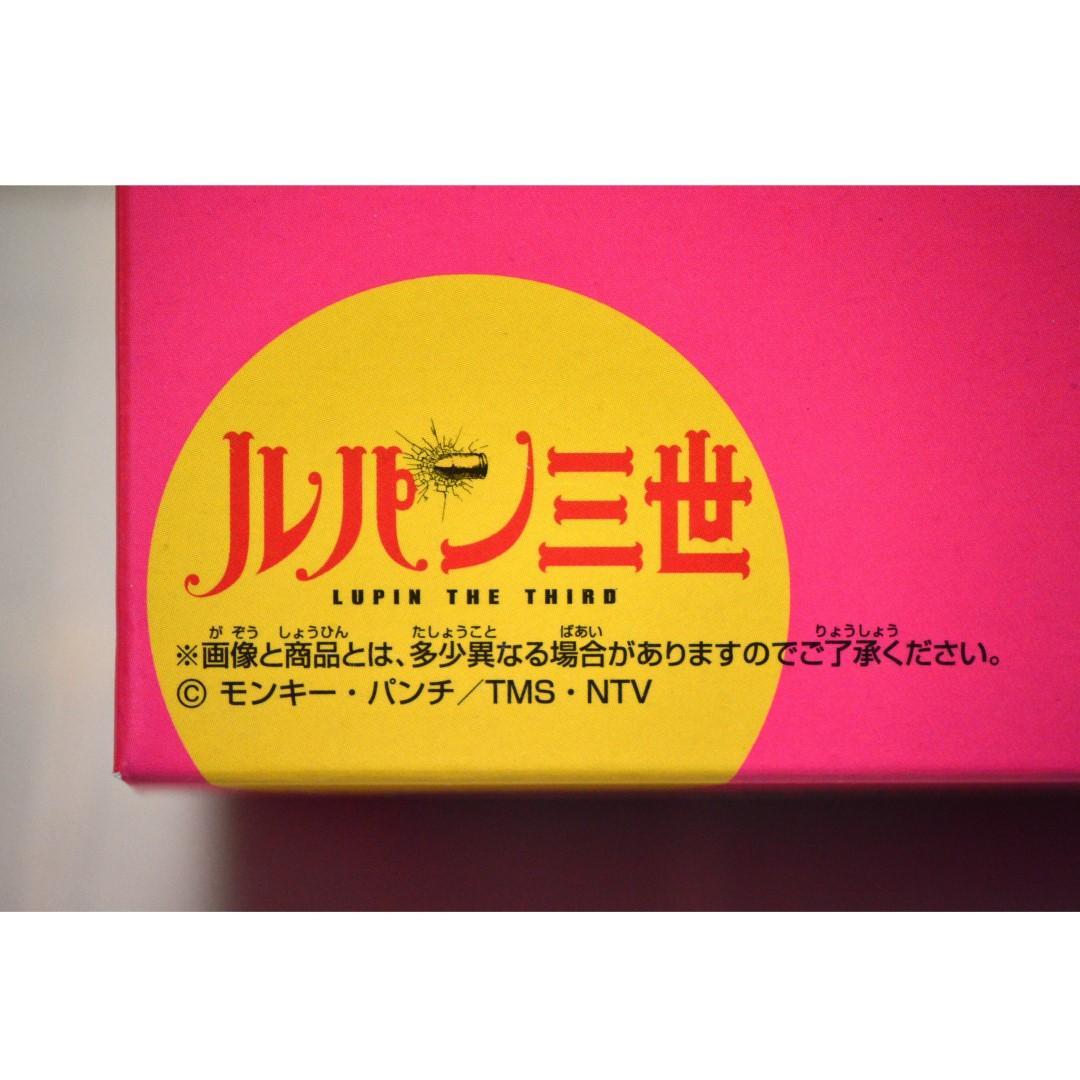 ルパン三世
LUPIN THE THIRD
が ぞう しょうひん たしょうこと ばあい りょうしょう
※画像と商品とは、多少異なる場合がありますのでご了承ください。
© モンキー・パンチ／TMS・NTV